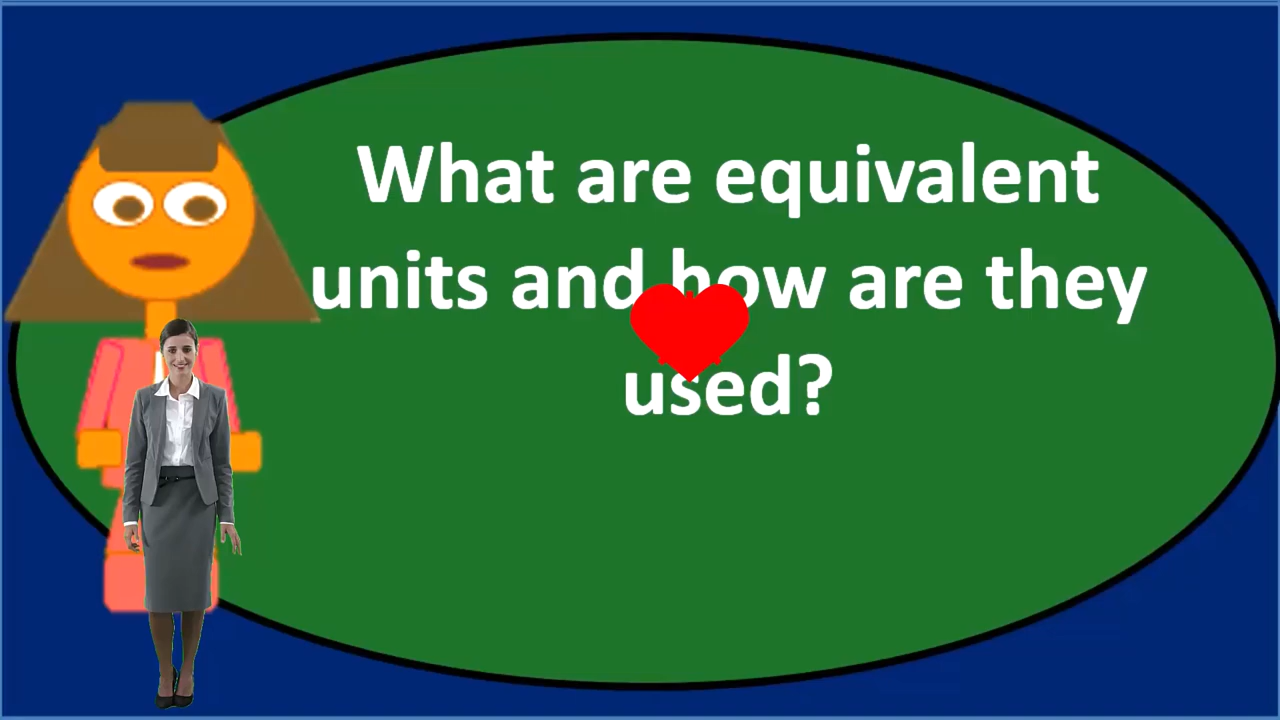 What are equivalent
units and how are they
used?